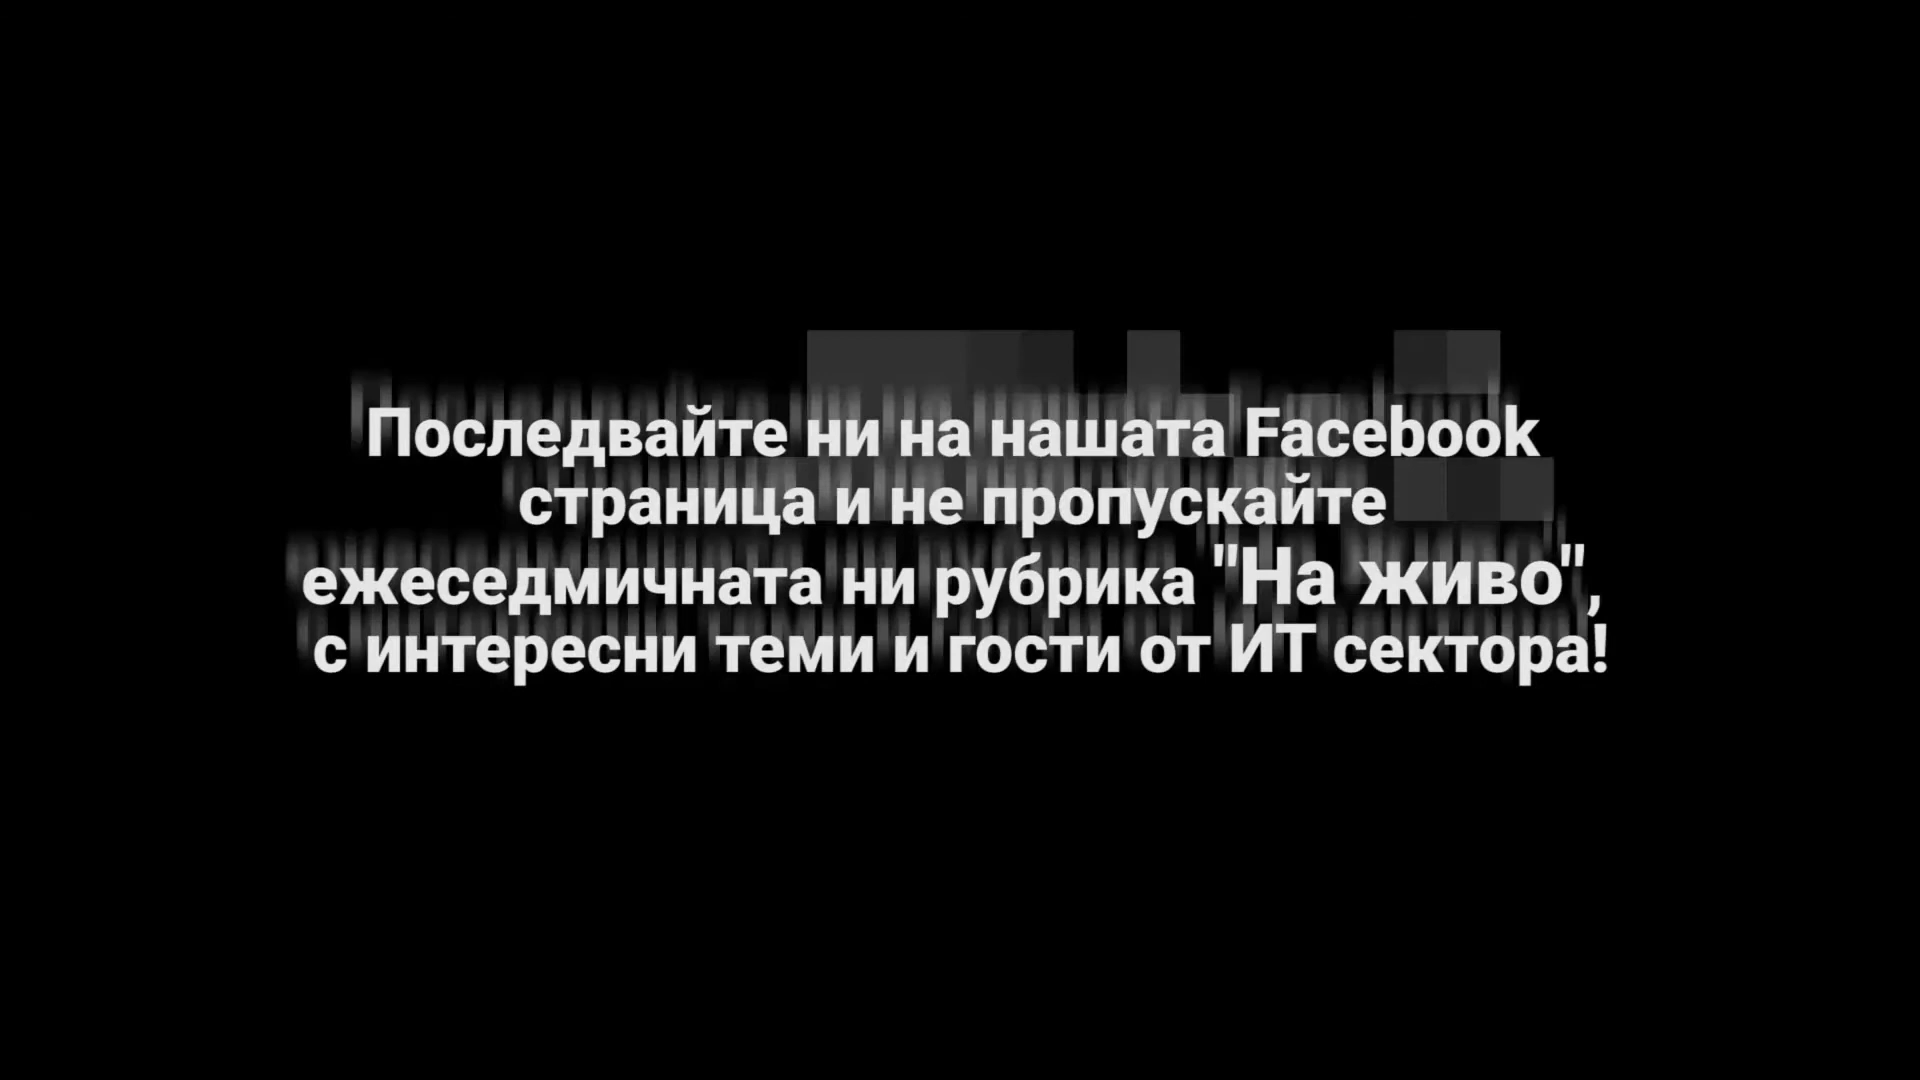 Последвайте ни на нашата Facebook
страница и не пропускайте
ежеседмичната ни рубрика "На живо",
с интересни теми и гости от ИТ сектора!